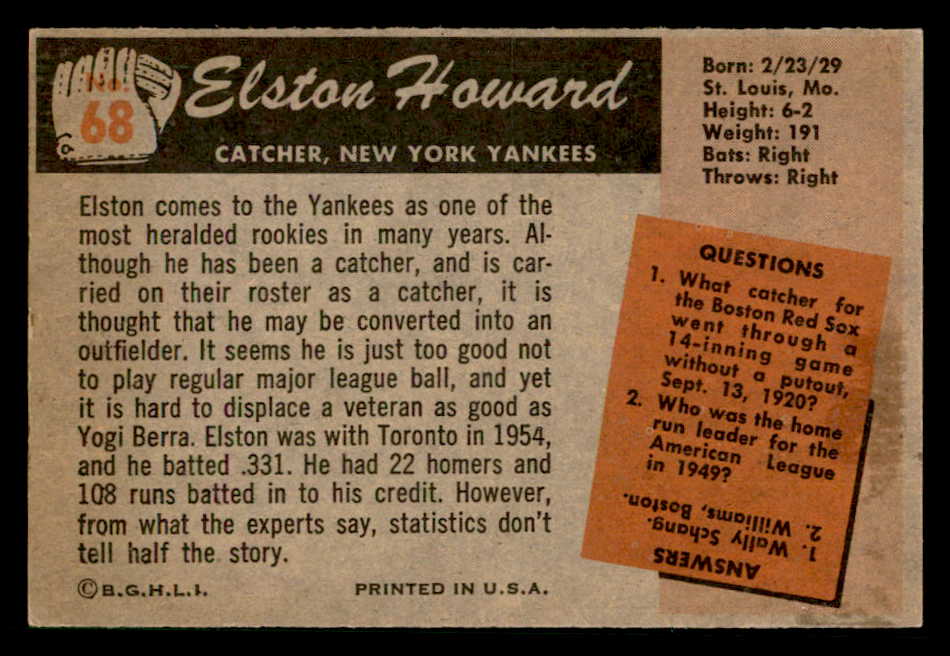 No.
68
Elston Howard
CATCHER, NEW YORK YANKEES
Born: 2/23/29
St. Louis, Mo.
Height: 6-2
Weight: 191
Bats: Right
Throws: Right
Elston comes to the Yankees as one of the
most heralded rookies in many years. Al-
though he has been a catcher, and is car-
ried on their roster as a catcher, it is
thought that he may be converted into an
outfielder. It seems he is just too good not
to play regular major league ball, and yet
it is hard to displace a veteran as good as
Yogi Berra. Elston was with Toronto in 1954,
and he batted .331. He had 22 homers and
108 runs batted in to his credit. However,
from what the experts say, statistics don't
tell half the story.
©B.G.H.L.I.
PRINTED IN U.S.A.
QUESTIONS
1. What catcher for
the Boston Red Sox
went through a
14-inning game
without a putout,
Sept. 13, 1920?
2. Who was the home
run leader for the
American League
in 1949?
ANSWERS
1. Wally Schang.
2. Williams, Boston.